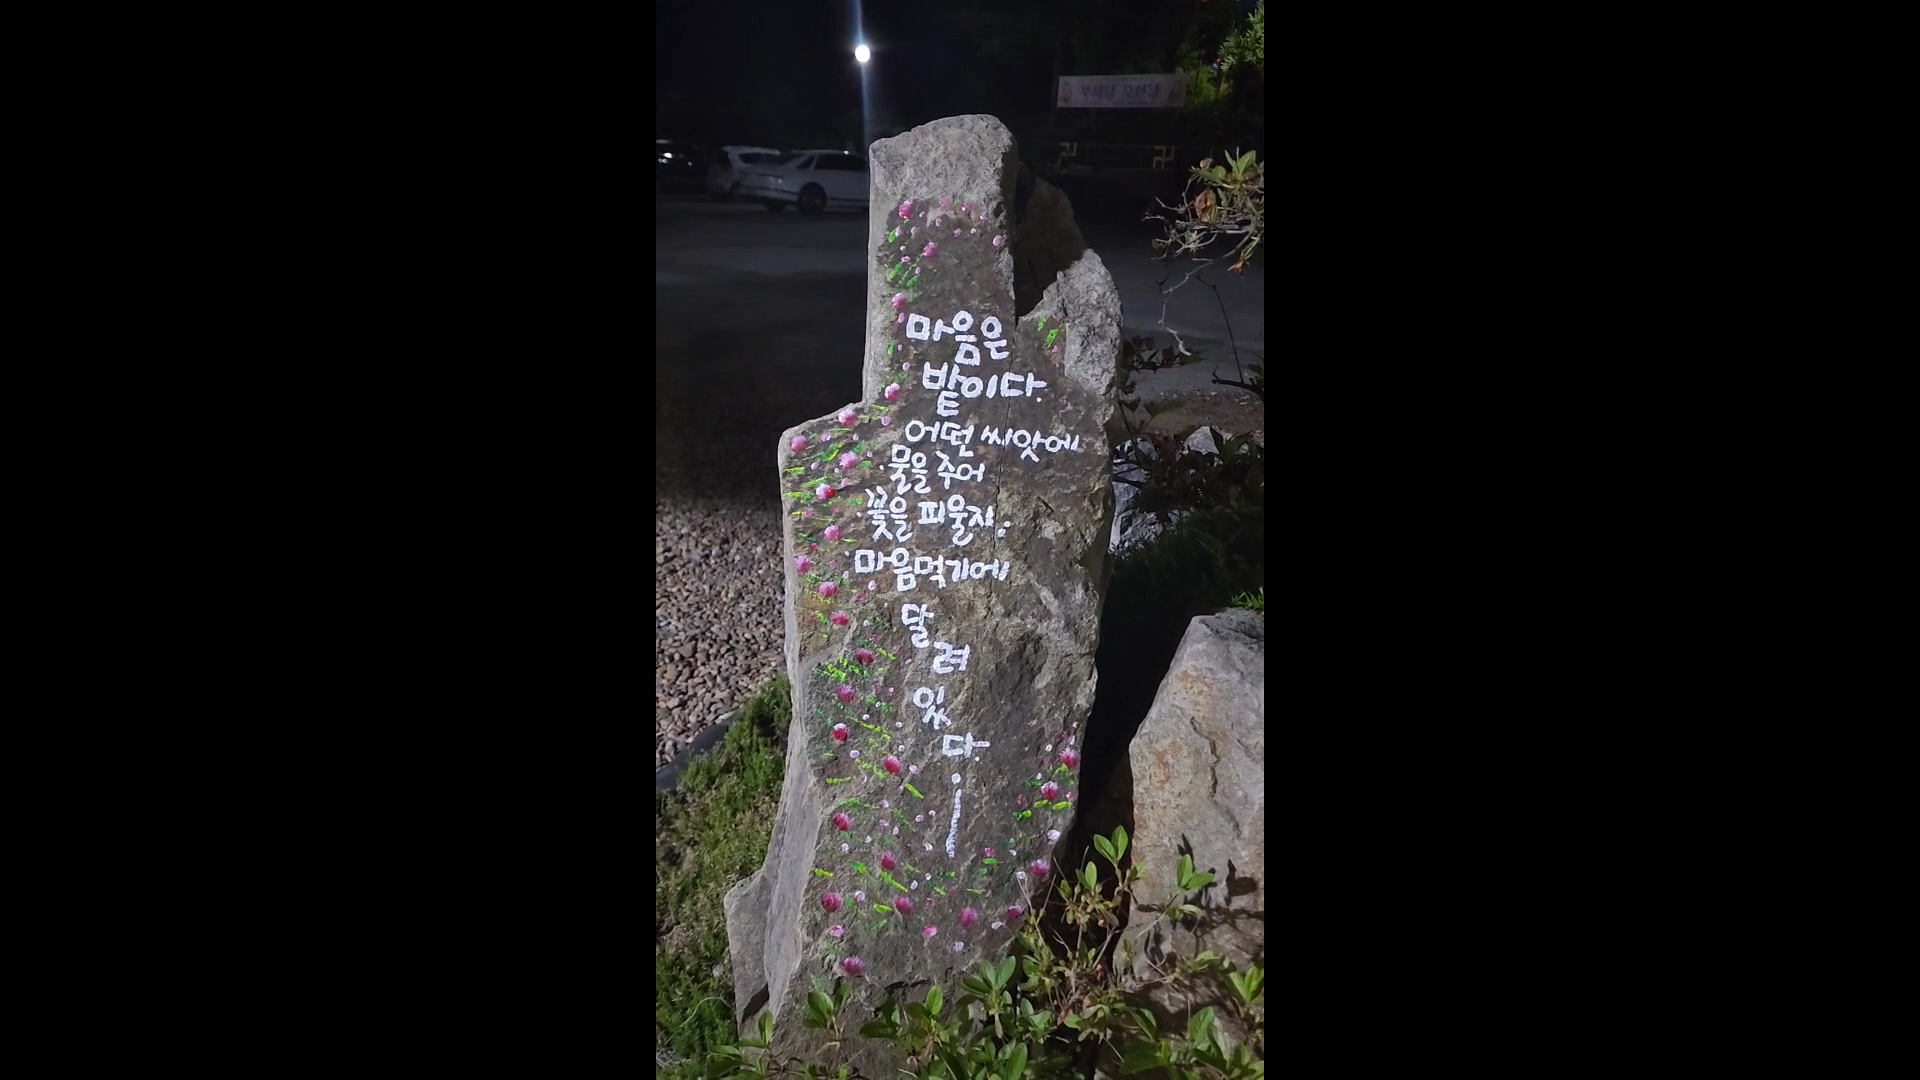 마음은
밭이다.
어떤 씨앗에
물을 주어
꽃을 피울지.
마음먹기에
달
려
있
다.